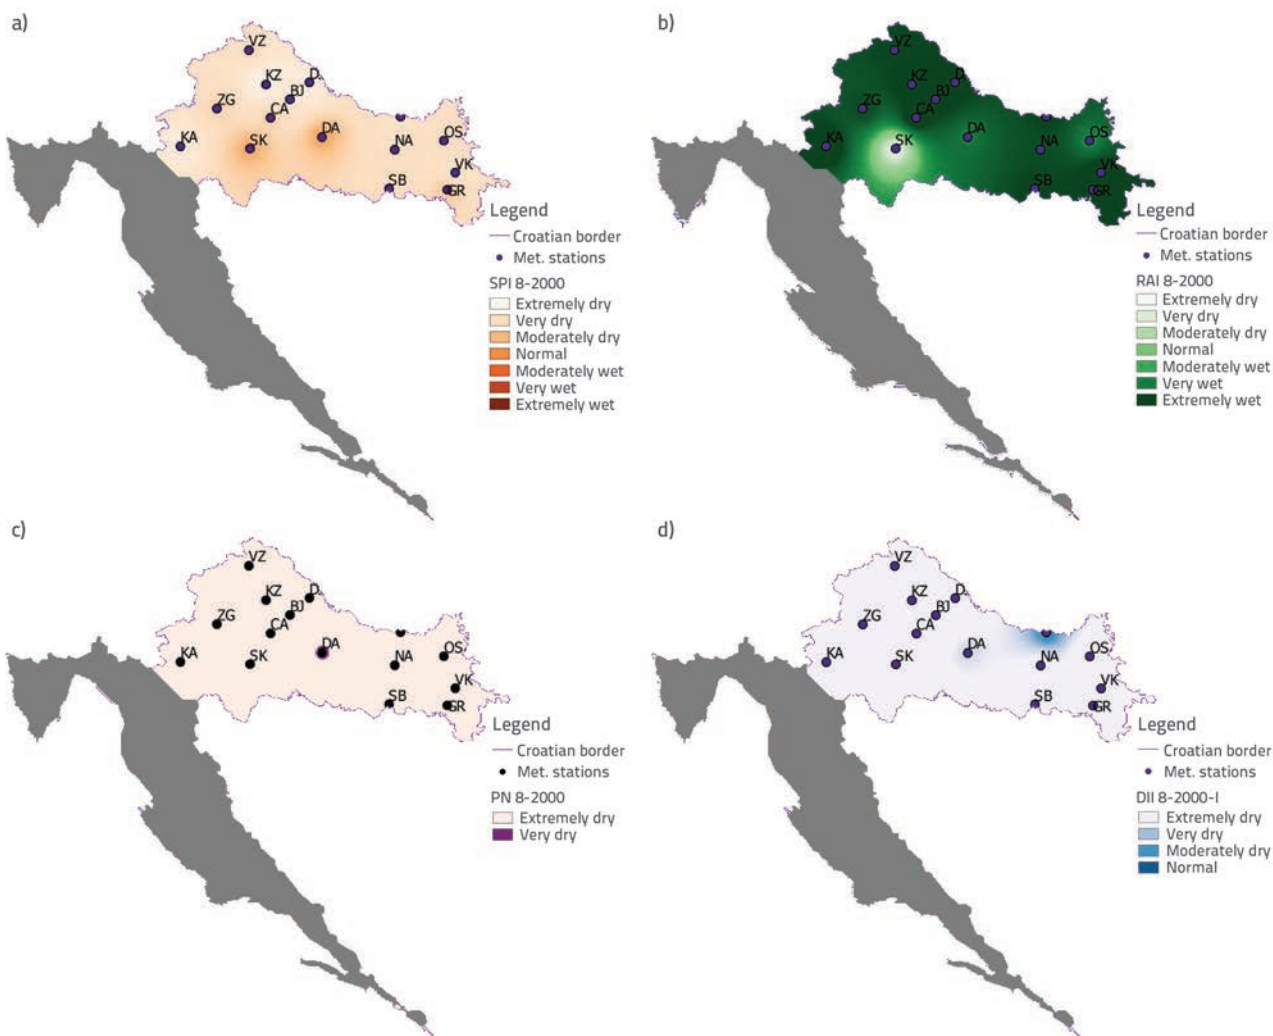 a)
VZ
KZ
D.
BJ
ZG
CA
KA
SK
DA
NA
OS
VK
SB
GR
Legend
Croatian border
Met. stations
SPI 8-2000
Extremely dry
Very dry
Moderately dry
Normal
Moderately wet
Very wet
Extremely wet
b)
VZ
KZ
D.
BJ
ZG
CA
KA
SK
DA
NA
OS
VK
SB
GR
Legend
Croatian border
Met. stations
RAI 8-2000
Extremely dry
Very dry
Moderately dry
Normal
Moderately wet
Very wet
Extremely wet
c)
VZ
KZ
D.
BJ
ZG
CA
KA
SK
DA
NA
OS
VK
SB
GR
Legend
Croatian border
Met. stations
PN 8-2000
Extremely dry
Very dry
d)
VZ
KZ
D.
BJ
ZG
CA
KA
SK
DA
NA
OS
VK
SB
GR
Legend
Croatian border
Met. stations
DII 8-2000-I
Extremely dry
Very dry
Moderately dry
Normal